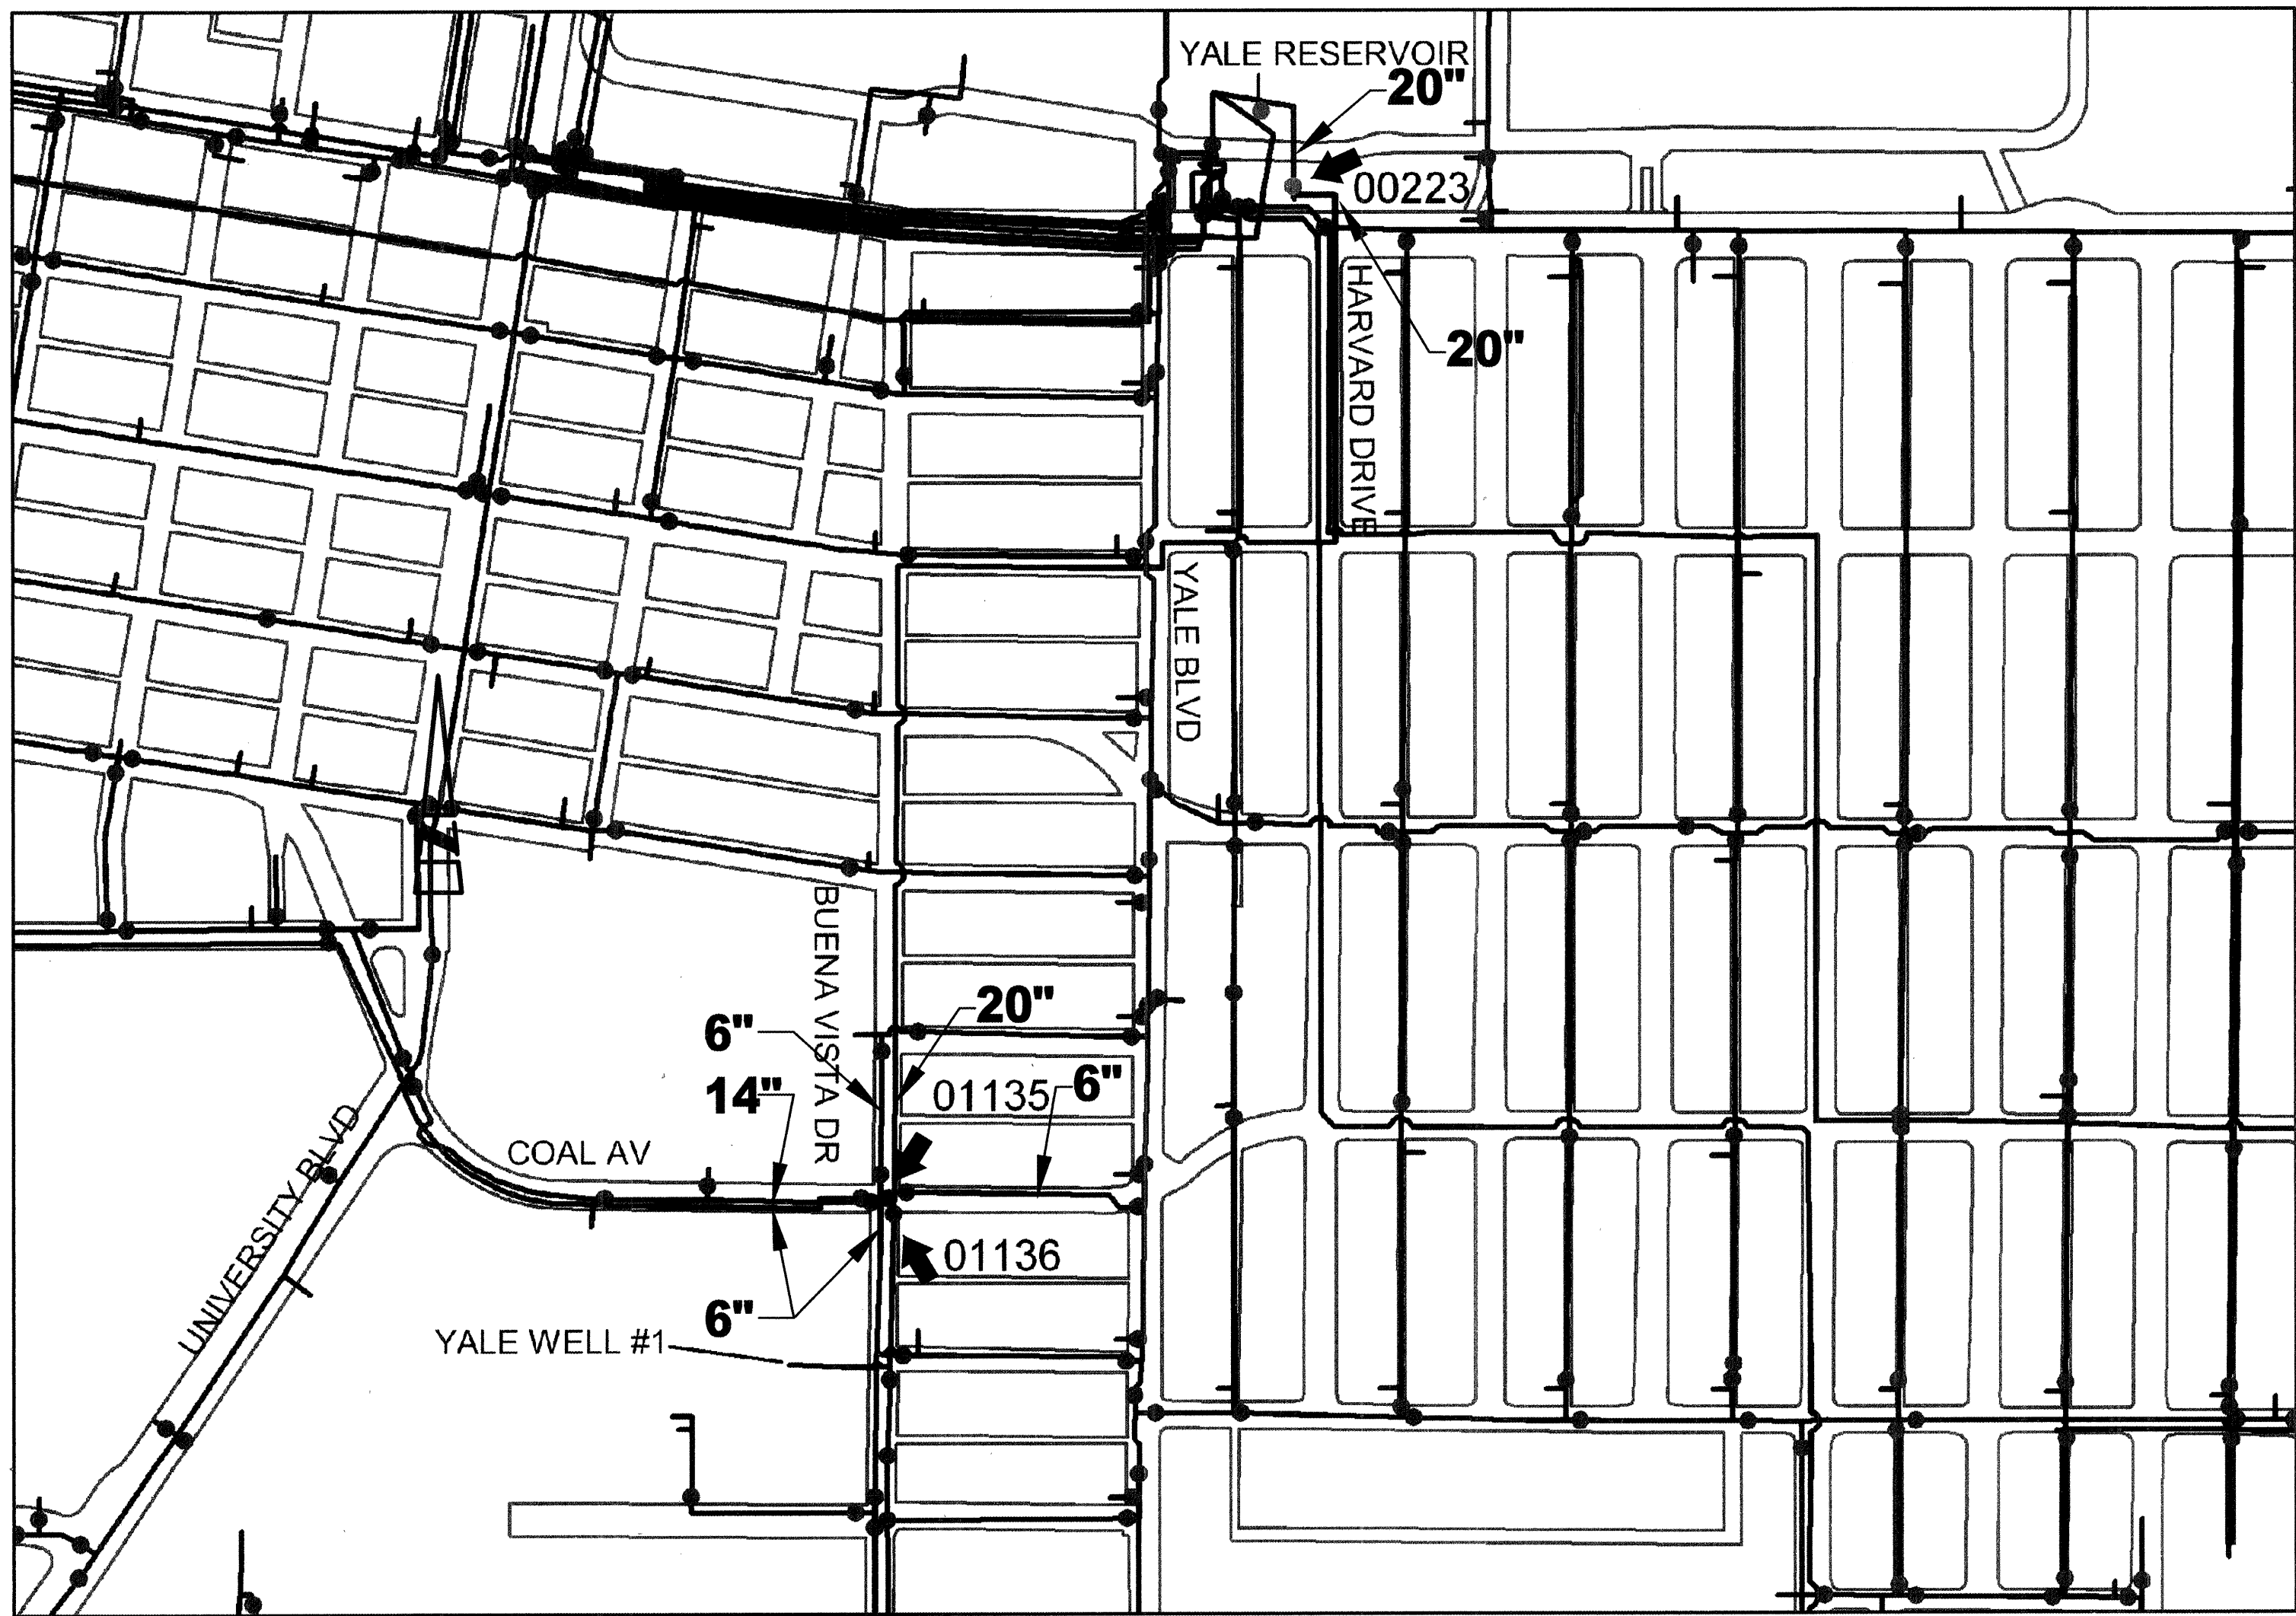 YALE RESERVOIR
20"
00223
HARVARD DRIVE
20"
YALE BLVD
BUENA VISTA DR
20"
6"
14"
01135
6"
COAL AV
UNIVERSITY BLVD
01136
6"
YALE WELL #1
N